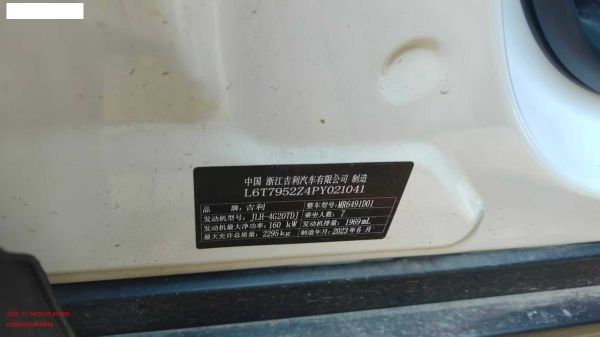 中国 浙江吉利汽车有限公司 制造
L6T7952Z4PY021041
品 牌:吉利 整车型号:MR6491D01
发动机型号:JLH-4G20TDJ 乘坐人数:7
发动机最大净功率:160 kW 发动机排量:1969mL
最大允许总质量:2295kg 制造年月:2023年6月